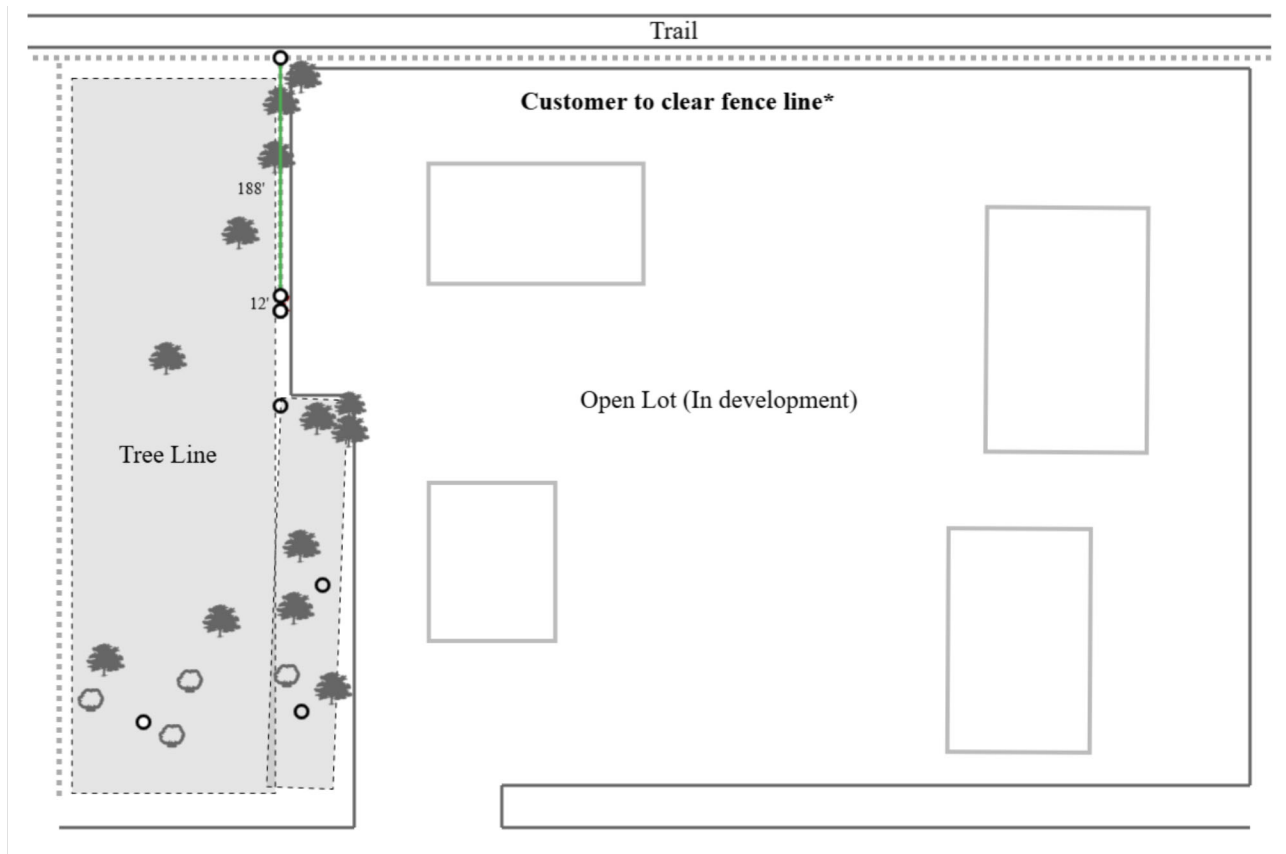 Trail
Customer to clear fence line*
188'
12'
Open Lot (In development)
Tree Line